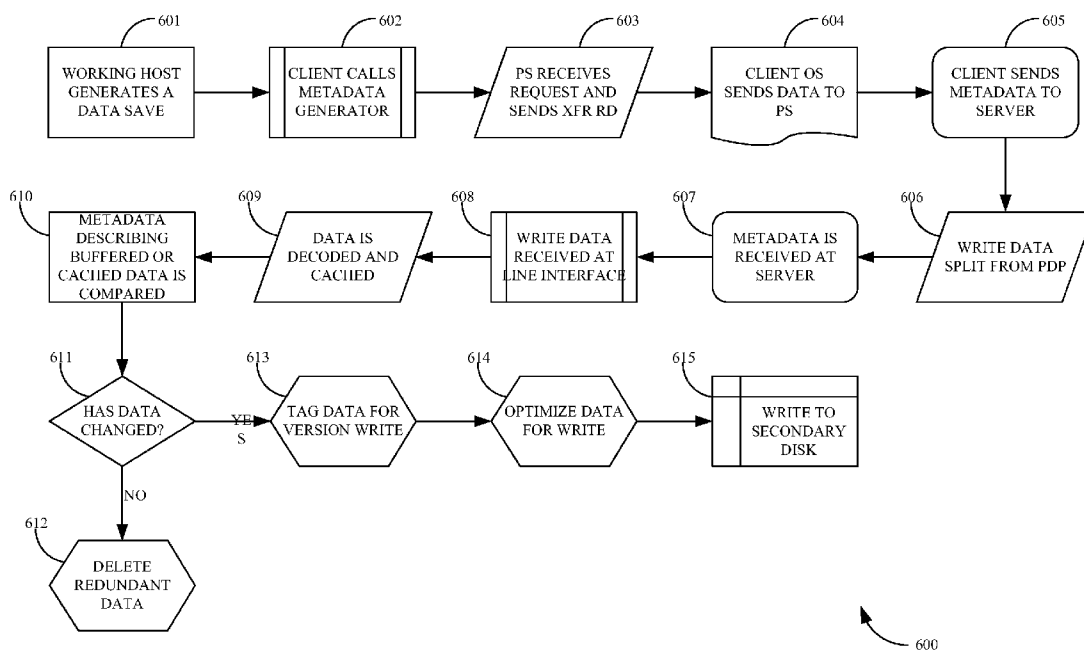 601
602
603
604
605
WORKING HOST
GENERATES A
DATA SAVE
CLIENT CALLS
METADATA
GENERATOR
PS RECEIVES
REQUEST AND
SENDS XFR RD
CLIENT OS
SENDS DATA TO
PS
CLIENT SENDS
METADATA TO
SERVER
606
WRITE DATA
SPLIT FROM PDP
607
METADATA IS
RECEIVED AT
SERVER
608
WRITE DATA
RECEIVED AT
LINE INTERFACE
609
DATA IS
DECODED AND
CACHED
610
METADATA
DESCRIBING
BUFFERED OR
CACHED DATA IS
COMPARED
611
HAS DATA
CHANGED?
YE
S
613
TAG DATA FOR
VERSION WRITE
614
OPTIMIZE DATA
FOR WRITE
615
WRITE TO
SECONDARY
DISK
NO
612
DELETE
REDUNDANT
DATA
600